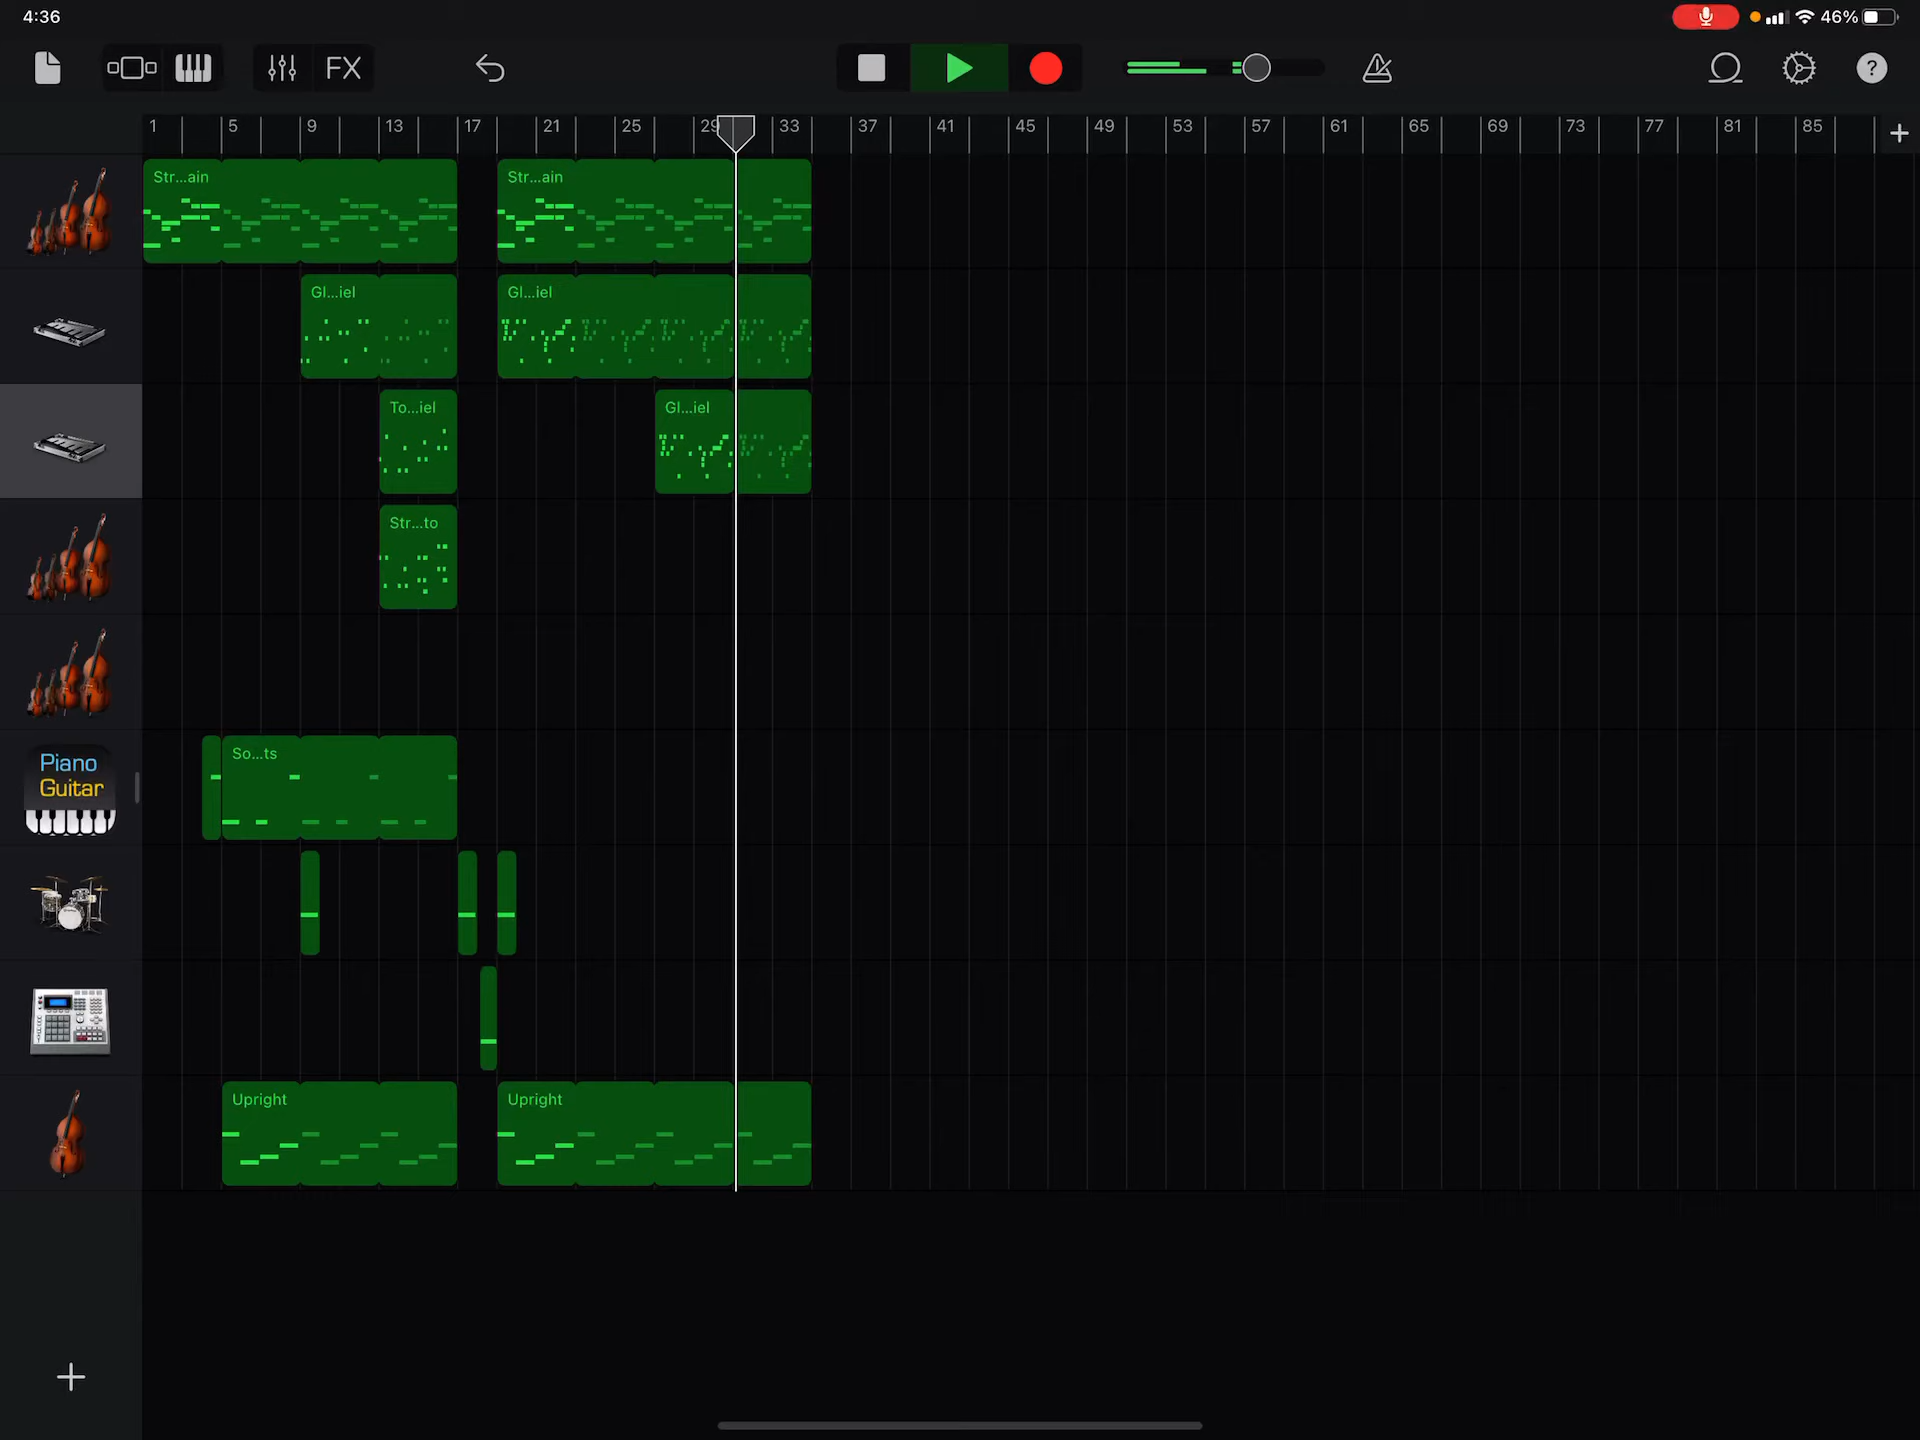 4:36
46%
FX
?
1 5 9 13 17 21 25 29 33 37 41 45 49 53 57 61 65 69 73 77 81 85
Str...ain Str...ain
Gl...iel Gl...iel
To...iel Gl...iel
Str...to
Piano
Guitar
So...ts
Upright Upright